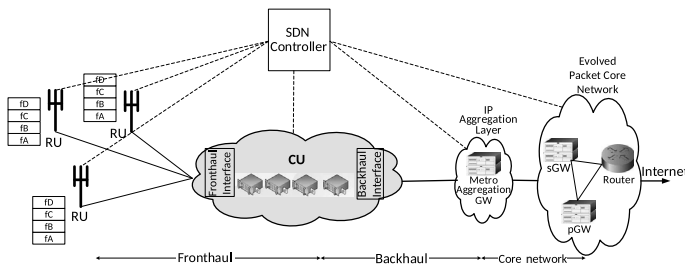 SDN
Controller
Evolved
Packet Core
Network
fD
fC
fB
fA
RU
fD
fC
fB
fA
RU
IP
Aggregation
Layer
CU
Fronthaul
Interface
Backhaul
Interface
Metro
Aggregation
GW
sGW
Router
pGW
Internet
RU
fD
fC
fB
fA
Fronthaul
Backhaul
Core network